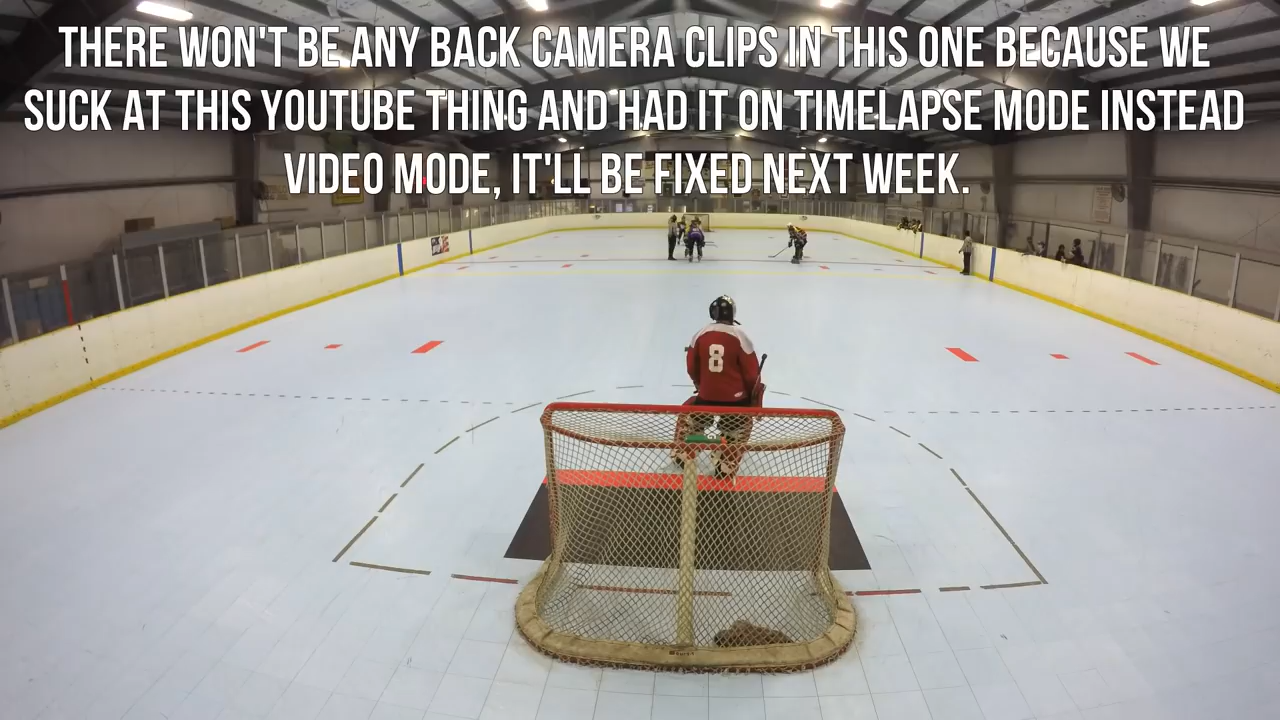 THERE WON'T BE ANY BACK CAMERA CLIPS IN THIS ONE BECAUSE WE
SUCK AT THIS YOUTUBE THING AND HAD IT ON TIMELAPSE MODE INSTEAD
VIDEO MODE, IT'LL BE FIXED NEXT WEEK.
8